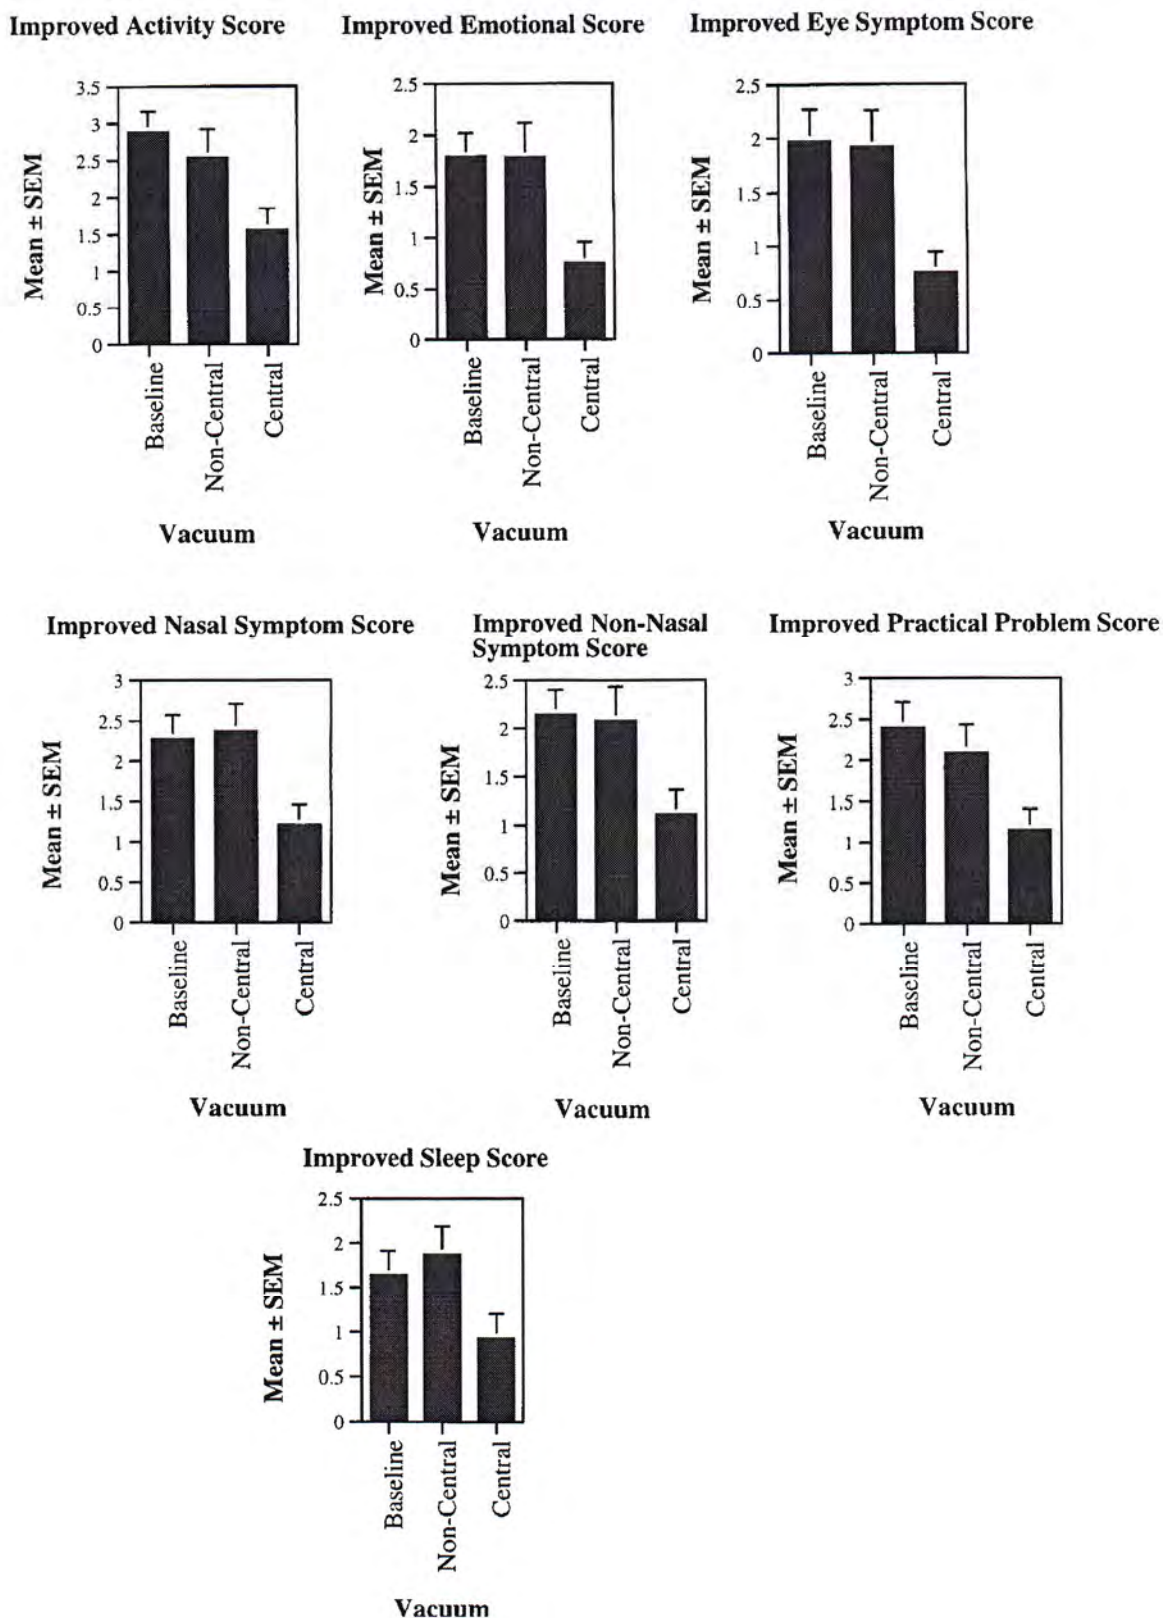 Improved Activity Score
Mean ± SEM
3.5
3
2.5
2
1.5
1
0.5
0
Baseline
Non-Central
Central
Vacuum
Improved Emotional Score
Mean ± SEM
2.5
2
1.5
1
0.5
0
Baseline
Non-Central
Central
Vacuum
Improved Eye Symptom Score
Mean ± SEM
2.5
2
1.5
1
0.5
0
Baseline
Non-Central
Central
Vacuum
Improved Nasal Symptom Score
Mean ± SEM
3
2.5
2
1.5
1
0.5
0
Baseline
Non-Central
Central
Vacuum
Improved Non-Nasal
Symptom Score
Mean ± SEM
2.5
2
1.5
1
0.5
0
Baseline
Non-Central
Central
Vacuum
Improved Practical Problem Score
Mean ± SEM
3
2.5
2
1.5
1
0.5
0
Baseline
Non-Central
Central
Vacuum
Improved Sleep Score
Mean ± SEM
2.5
2
1.5
1
0.5
0
Baseline
Non-Central
Central
Vacuum